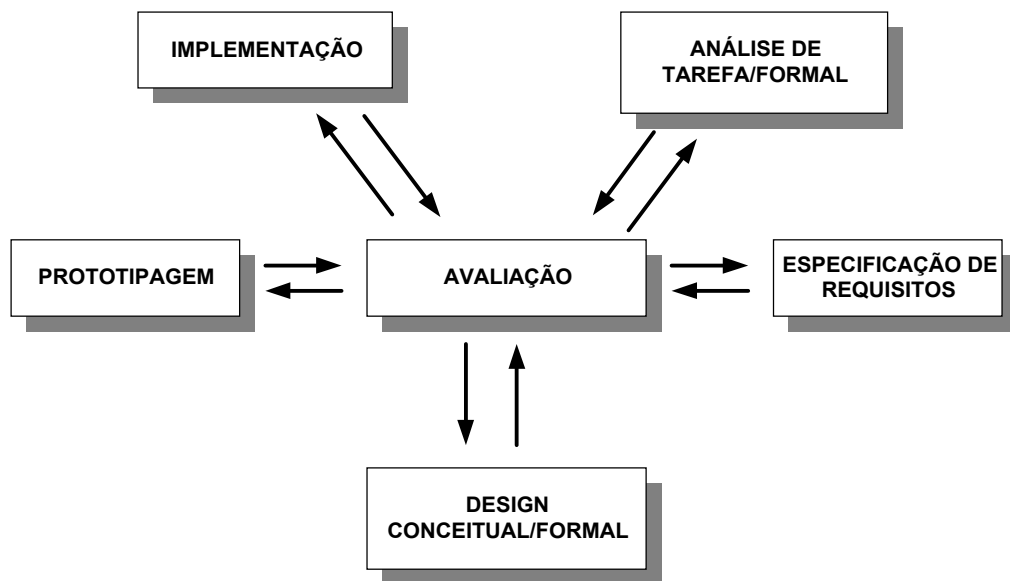 IMPLEMENTAÇÃO
ANÁLISE DE
TAREFA/FORMAL
PROTOTIPAGEM
AVALIAÇÃO
ESPECIFICAÇÃO DE
REQUISITOS
DESIGN
CONCEITUAL/FORMAL